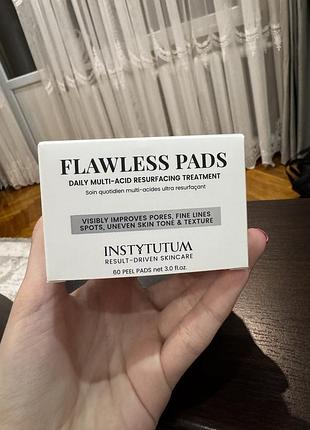 FLAWLESS PADS
DAILY MULTI-ACID RESURFACING TREATMENT
Soin quotidien multi-acides ultra resurfaçant
VISIBLY IMPROVES PORES, FINE LINES
SPOTS, UNEVEN SKIN TONE & TEXTURE
INSTYTUTUM
RESULT-DRIVEN SKINCARE
60 PEEL PADS net 3.0 fl.oz.